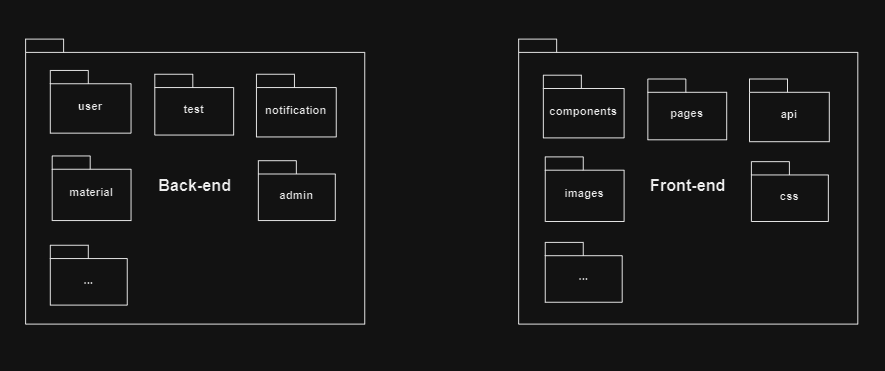 user
test
notification
material
Back-end
admin
...
components
pages
api
images
Front-end
css
...